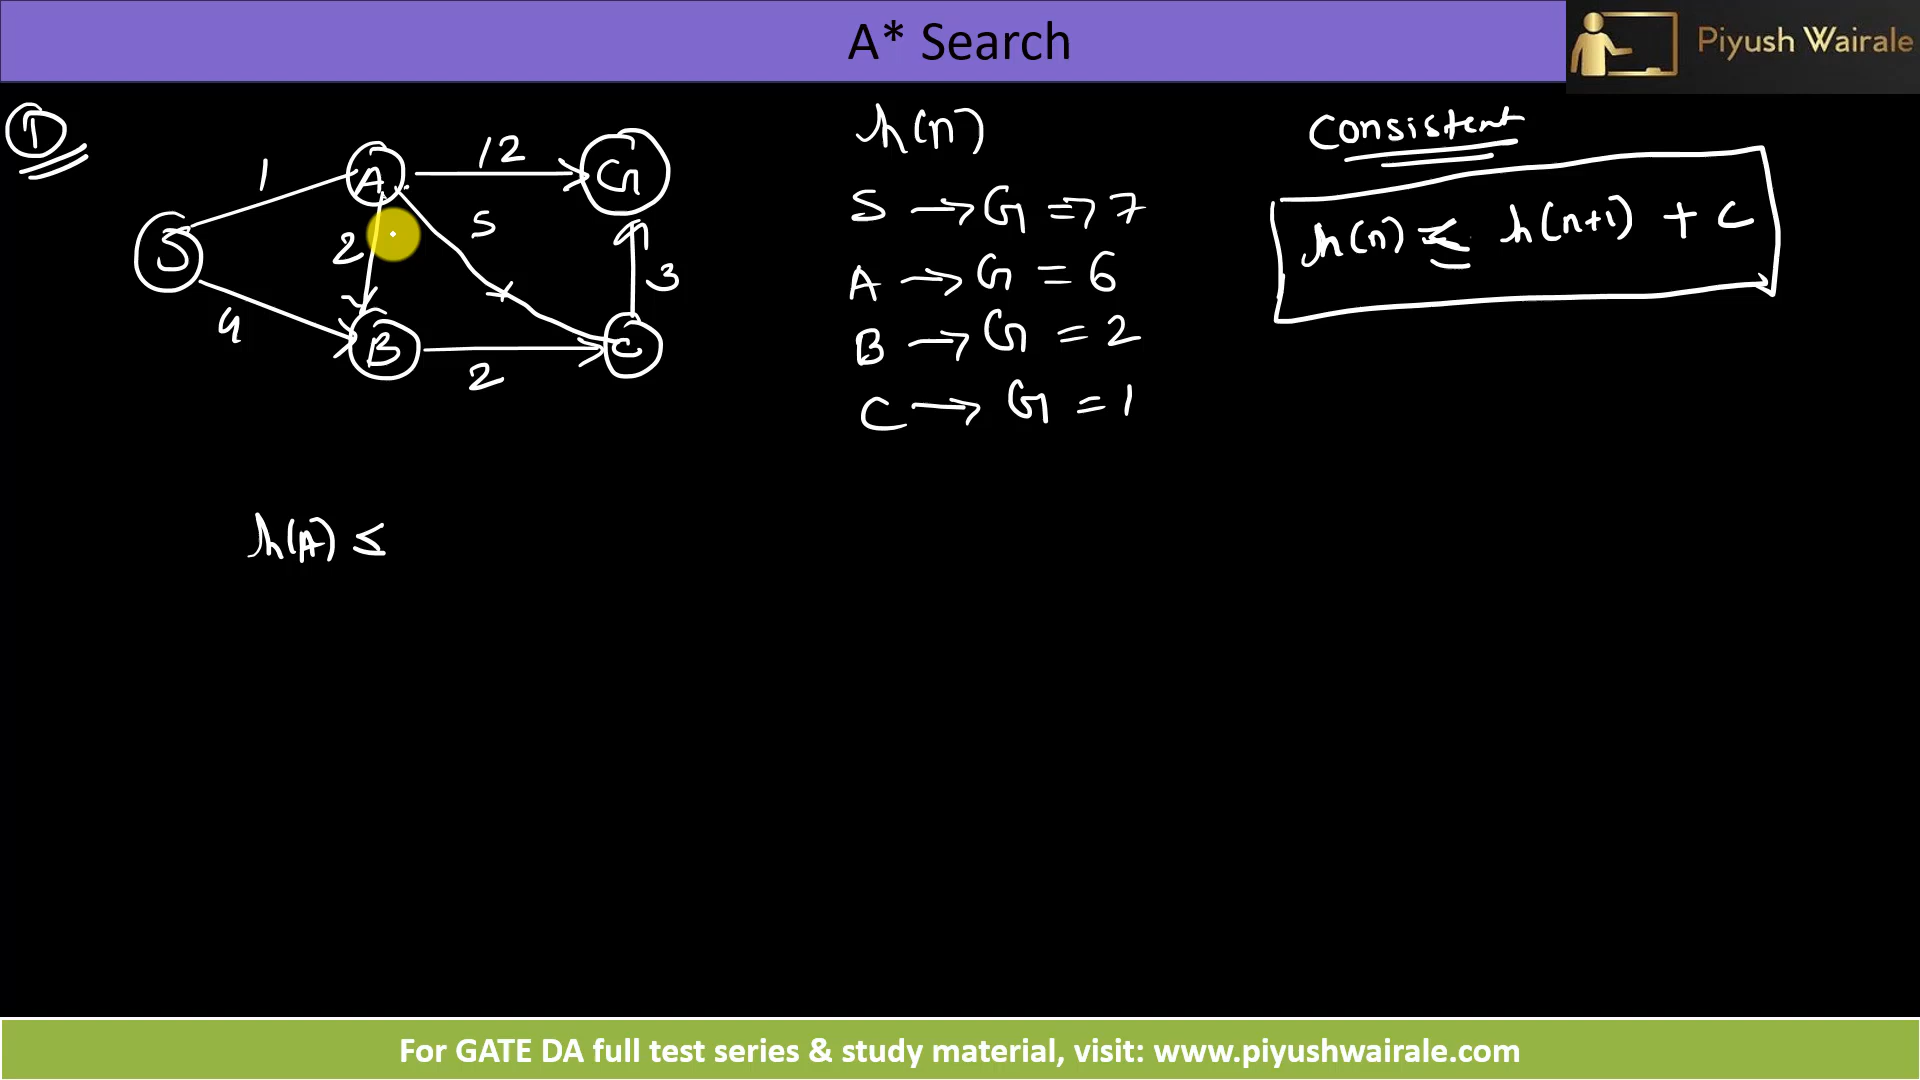 A* Search
Piyush Wairale
1
S
1
A
12
G
2
5
4
B
2
C
3
h(n)
S → G => 7
A → G = 6
B → G = 2
C → G = 1
Consistent
h(n) ≤ h(n+1) + C
h(A) ≤
For GATE DA full test series & study material, visit: www.piyushwairale.com